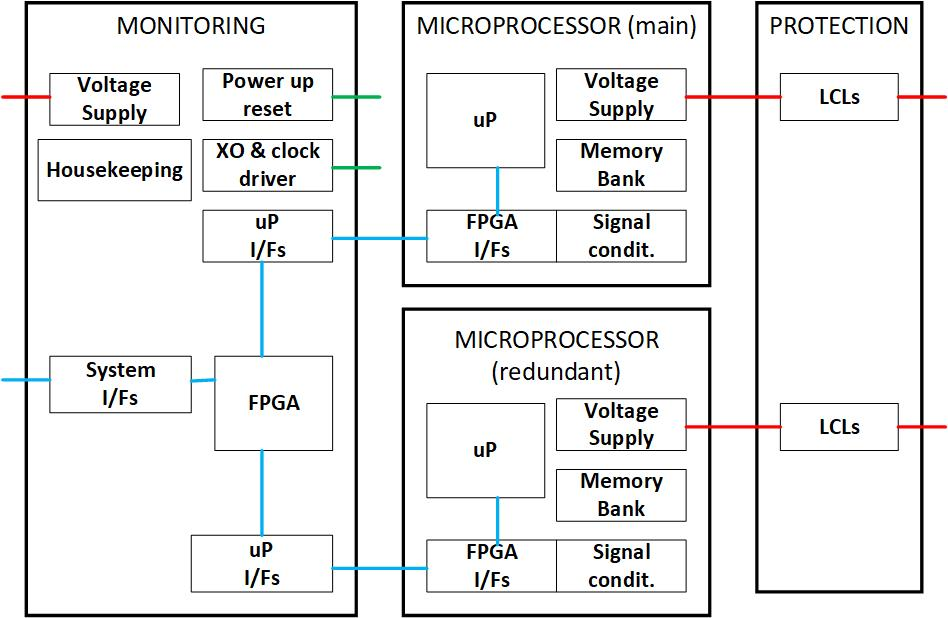 MONITORING
Voltage
Supply
Power up
reset
Housekeeping
XO & clock
driver
uP
I/Fs
System
I/Fs
FPGA
uP
I/Fs
MICROPROCESSOR (main)
uP
Voltage
Supply
Memory
Bank
FPGA
I/Fs
Signal
condit.
MICROPROCESSOR
(redundant)
uP
Voltage
Supply
Memory
Bank
FPGA
I/Fs
Signal
condit.
PROTECTION
LCLs
LCLs